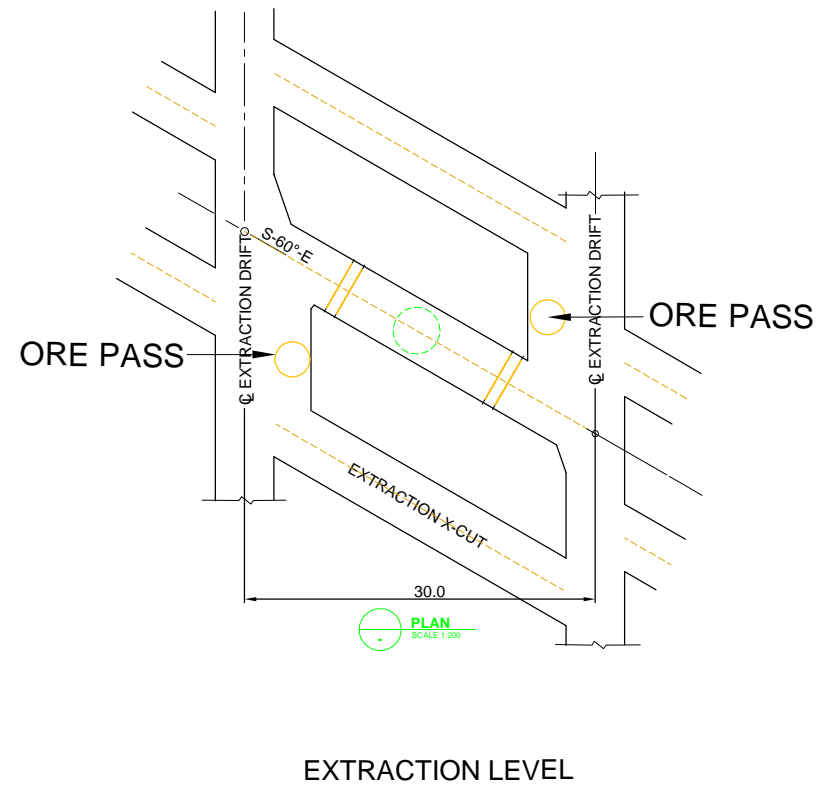 S-60°-E
℄ EXTRACTION DRIFT
℄ EXTRACTION DRIFT
ORE PASS
ORE PASS
EXTRACTION X-CUT
30.0
PLAN
SCALE 1:200
-
EXTRACTION LEVEL